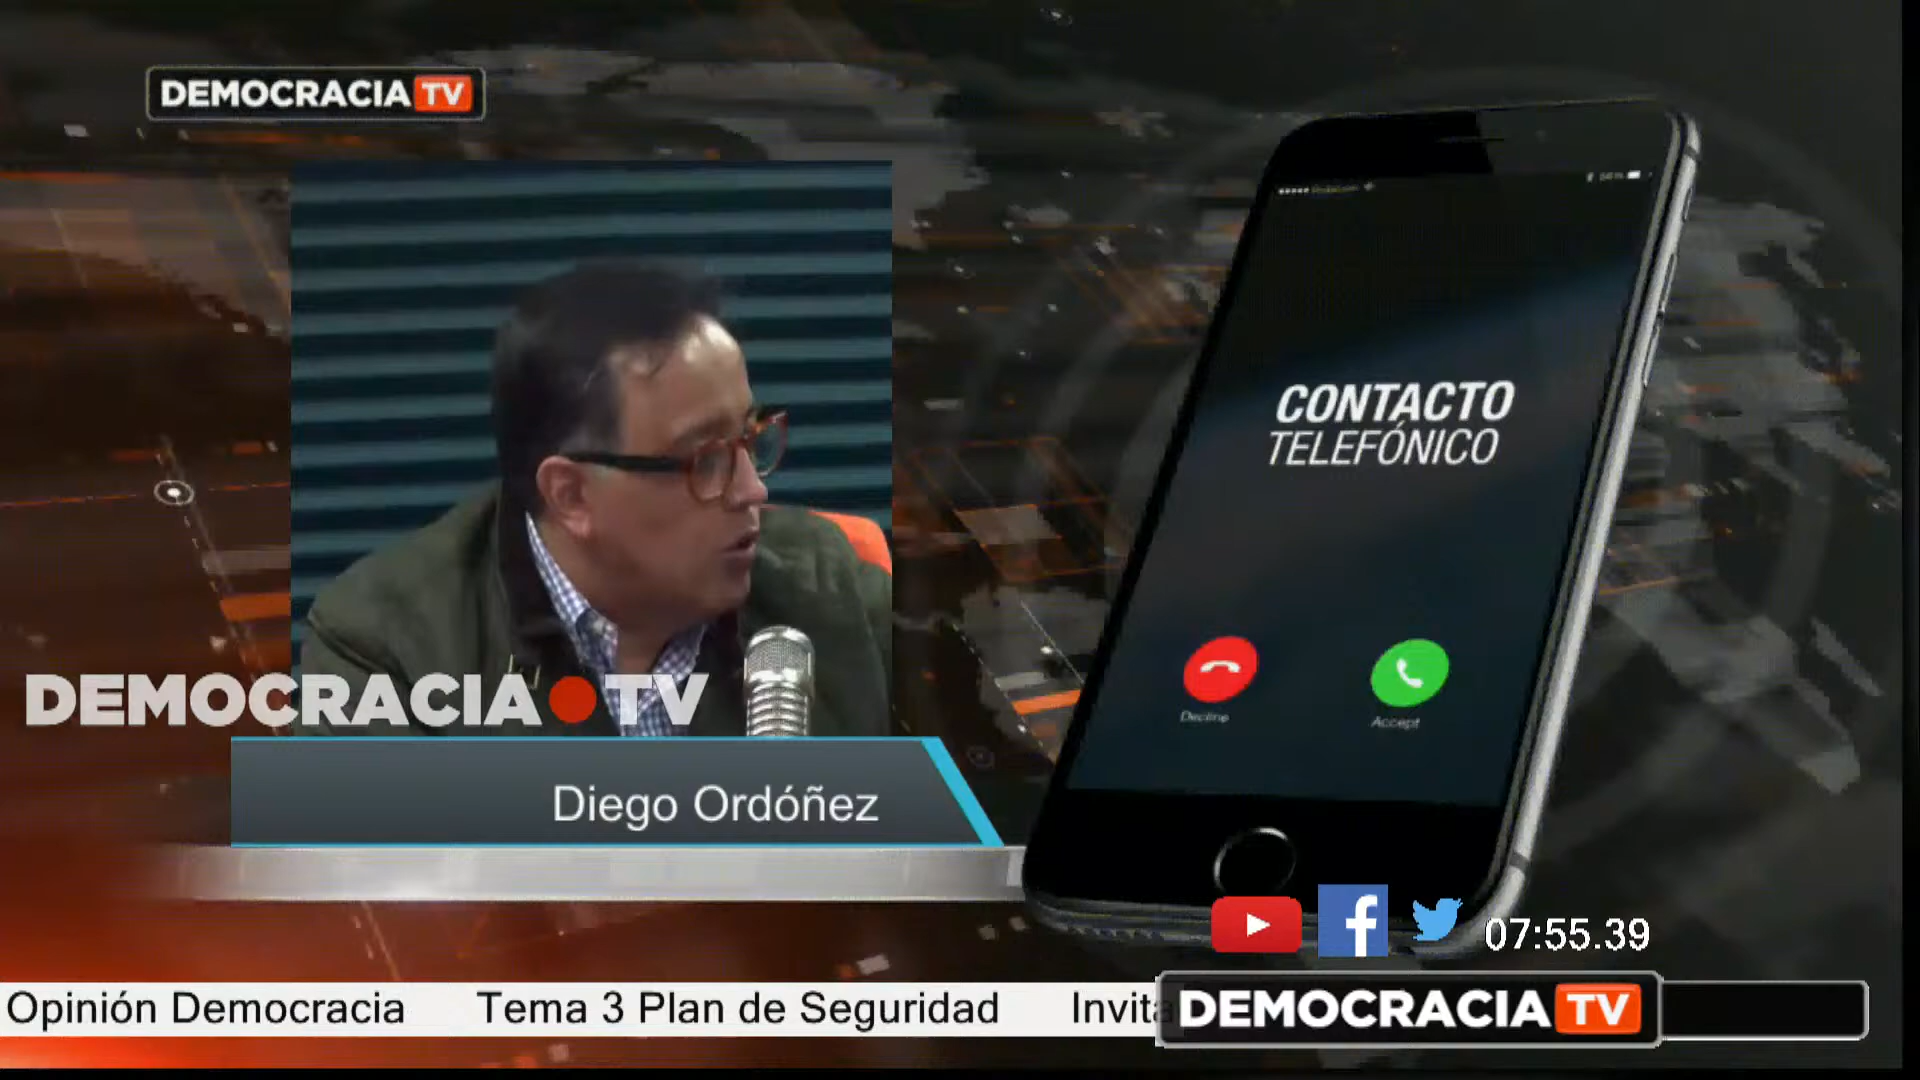 DEMOCRACIA TV
CONTACTO
TELEFÓNICO
Decline
Accept
DEMOCRACIA TV
Diego Ordóñez
07:55.39
Opinión Democracia Tema 3 Plan de Seguridad
DEMOCRACIA TV